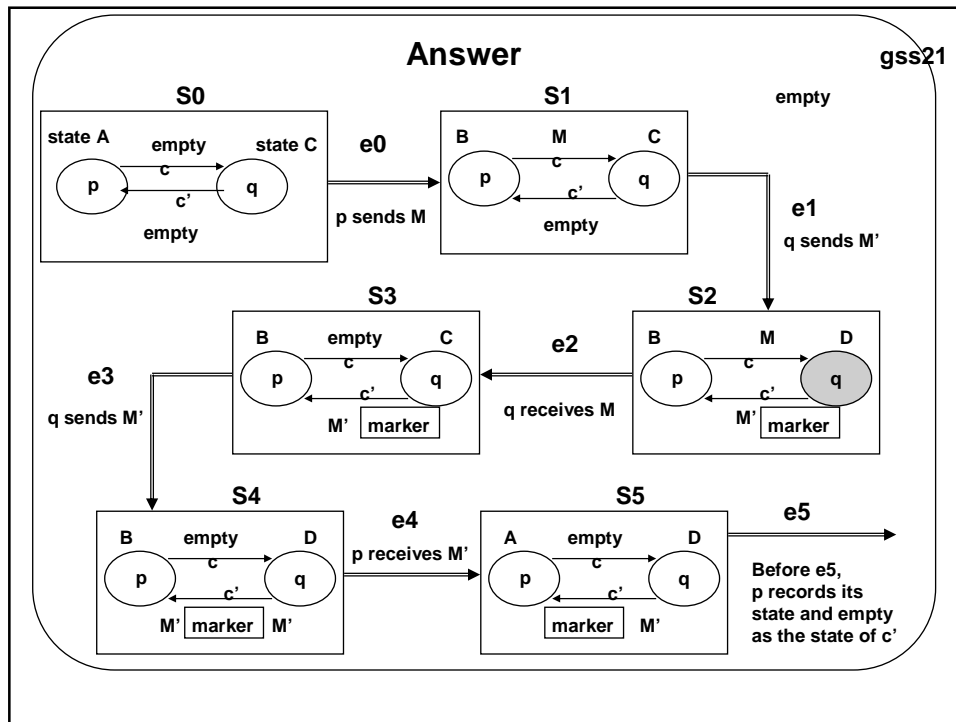 Answer
gss21
S0
S1
empty
state A
empty
state C
e0
B
M
C
c
c
p
q
p
q
c’
c’
p sends M
empty
empty
e1
q sends M’
S3
S2
B
empty
C
e2
B
M
D
c
c
e3
p
q
p
q
c’
c’
q sends M’
q receives M
M’
marker
M’
marker
S4
S5
e5
B
empty
D
e4
A
empty
D
p receives M’
c
c
p
q
p
q
c’
c’
Before e5,
p records its
state and empty
as the state of c’
M’
marker
M’
marker
M’